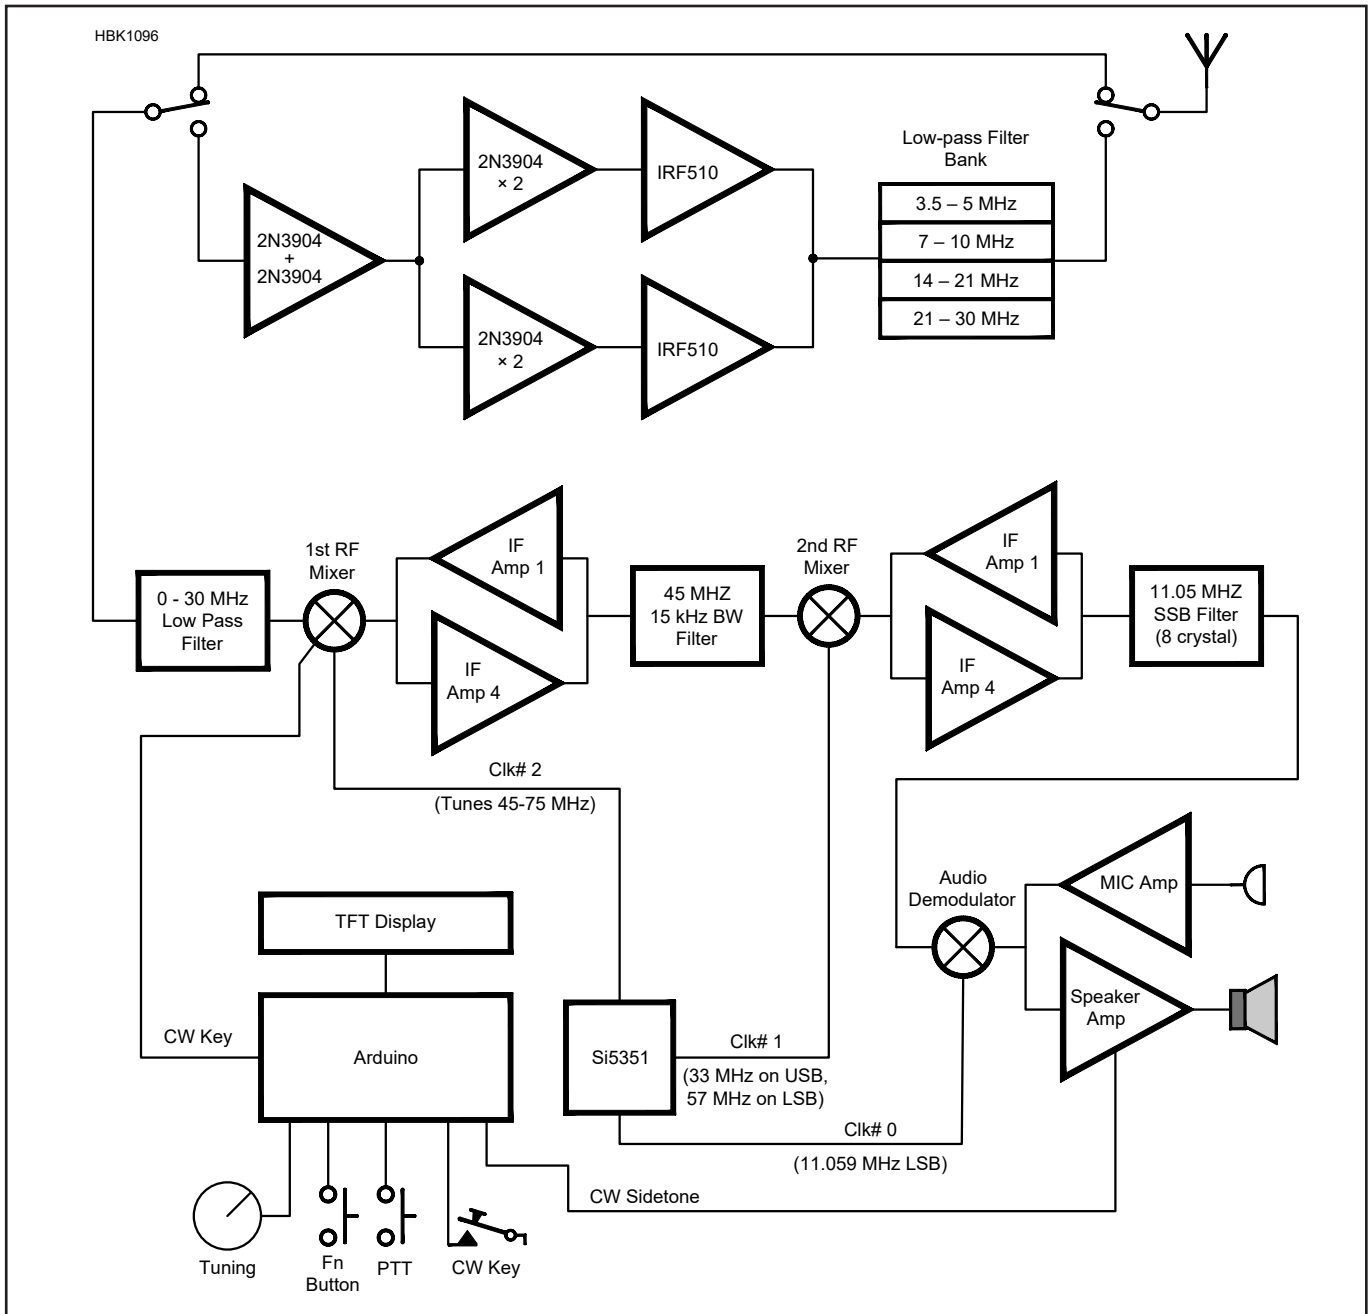 HBK1096
Low-pass Filter
Bank
3.5 – 5 MHz
7 – 10 MHz
14 – 21 MHz
21 – 30 MHz
2N3904
× 2
IRF510
2N3904
+
2N3904
2N3904
× 2
IRF510
1st RF
Mixer
IF
Amp 1
2nd RF
Mixer
IF
Amp 1
0 - 30 MHz
Low Pass
Filter
45 MHZ
15 kHz BW
Filter
11.05 MHZ
SSB Filter
(8 crystal)
IF
Amp 4
IF
Amp 4
Clk# 2
(Tunes 45-75 MHz)
Audio
Demodulator
MIC Amp
TFT Display
Speaker
Amp
CW Key
Arduino
Si5351
Clk# 1
(33 MHz on USB,
57 MHz on LSB)
Clk# 0
(11.059 MHz LSB)
CW Sidetone
Tuning
Fn
Button
PTT
CW Key